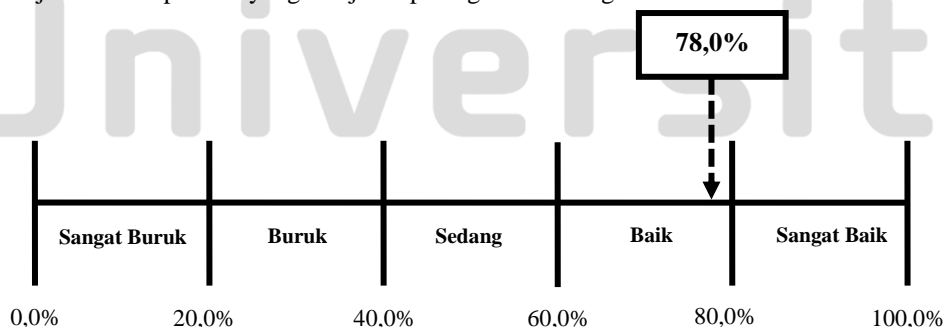 Universit
78,0%
Sangat Buruk Buruk Sedang Baik Sangat Baik
0,0% 20,0% 40,0% 60,0% 80,0% 100,0%